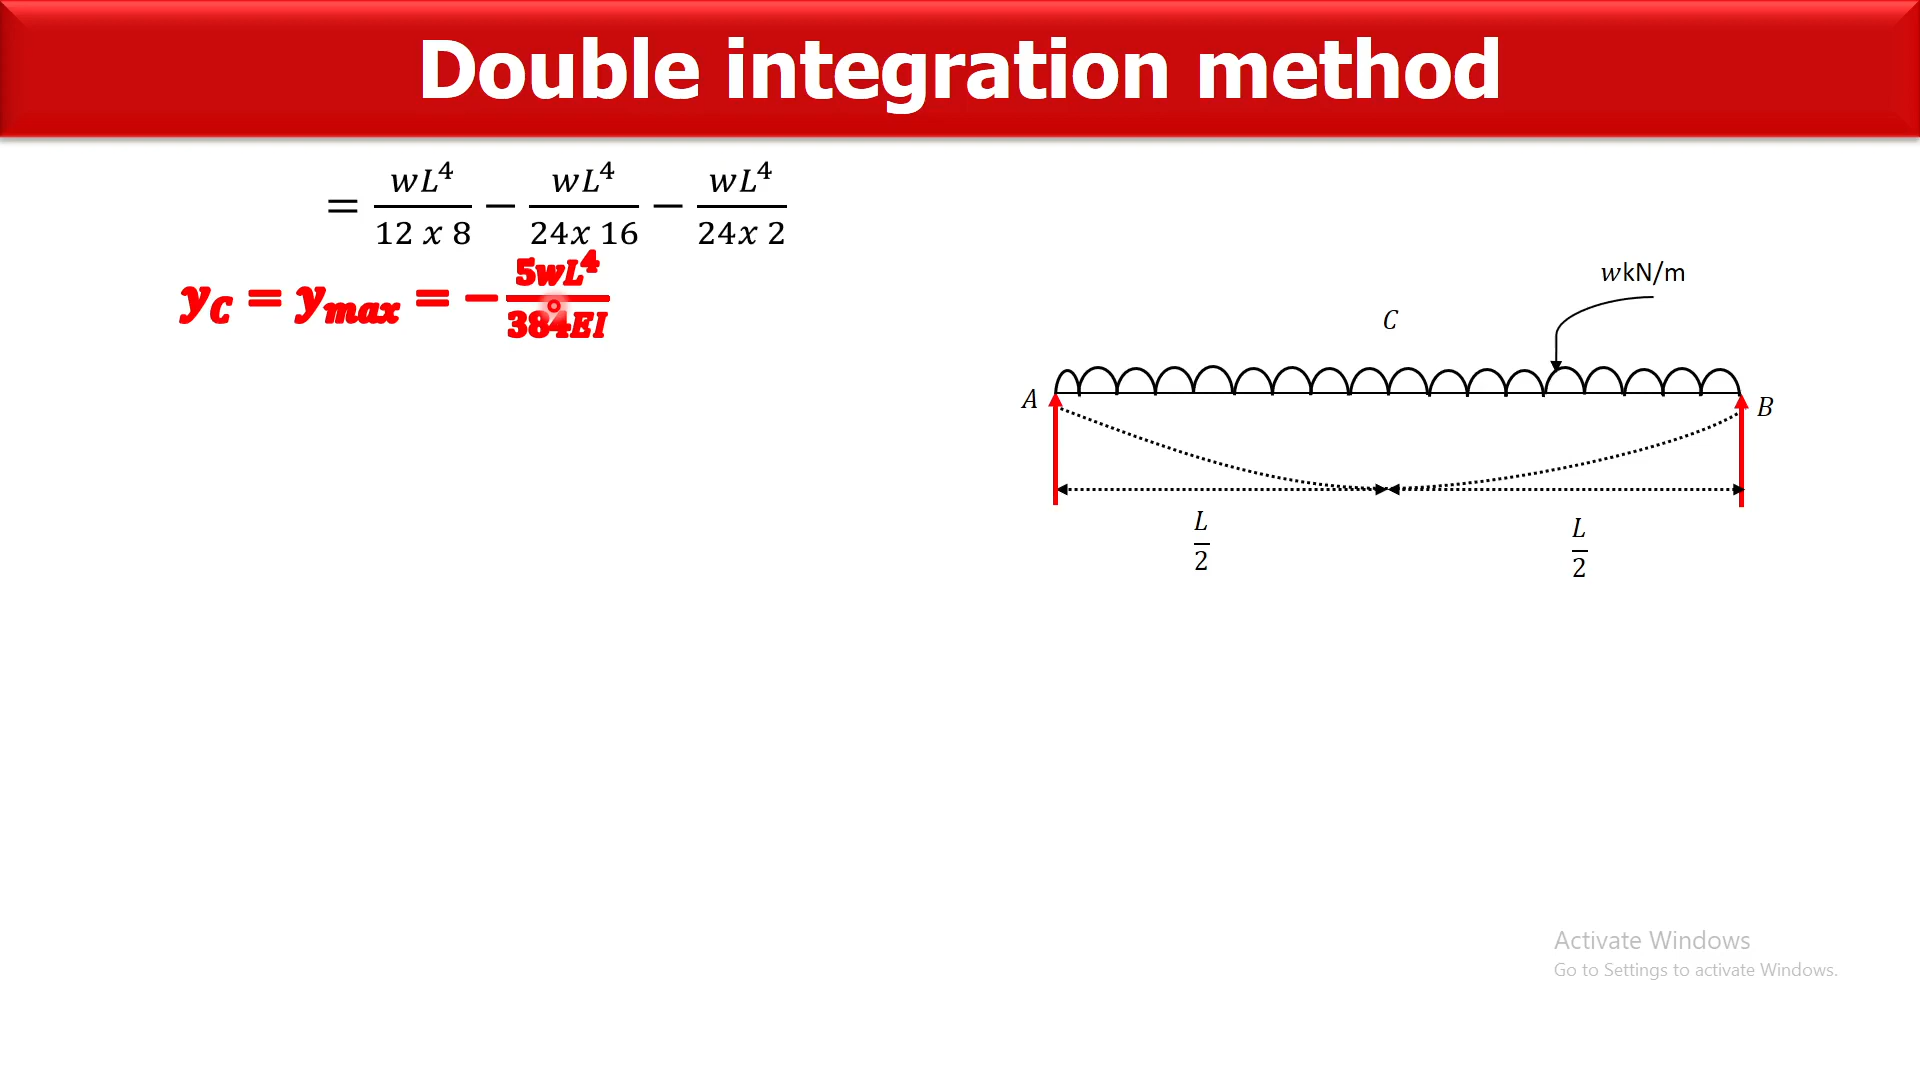 Double integration method
= wL⁴/12 x 8 − wL⁴/24x 16 − wL⁴/24x 2
y_C = y_max = − 5wL⁴/384EI
wkN/m
C
A
B
L/2
L/2
Activate Windows
Go to Settings to activate Windows.